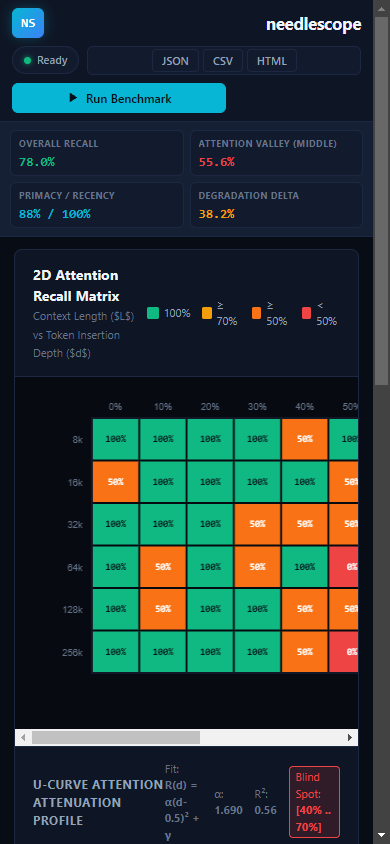 NS
needlescope
Ready
JSON CSV HTML
Run Benchmark
OVERALL RECALL
78.0%
ATTENTION VALLEY (MIDDLE)
55.6%
PRIMACY / RECENCY
88% / 100%
DEGRADATION DELTA
38.2%
2D Attention
Recall Matrix
Context Length ($L$)
vs Token Insertion
Depth ($d$)
100%
≥
70%
≥
50%
<
50%
0% 10% 20% 30% 40% 50%
8k 100% 100% 100% 100% 50% 100
16k 50% 100% 100% 100% 100% 50%
32k 100% 100% 100% 50% 50% 50%
64k 100% 50% 100% 50% 100% 0%
128k 100% 50% 100% 100% 50% 50%
256k 100% 100% 100% 100% 50% 0%
U-CURVE ATTENTION
ATTENUATION
PROFILE
Fit:
R(d) =
α(d-
0.5)² +
γ
α:
1.690
R²:
0.56
Blind
Spot:
[40% ..
70%]